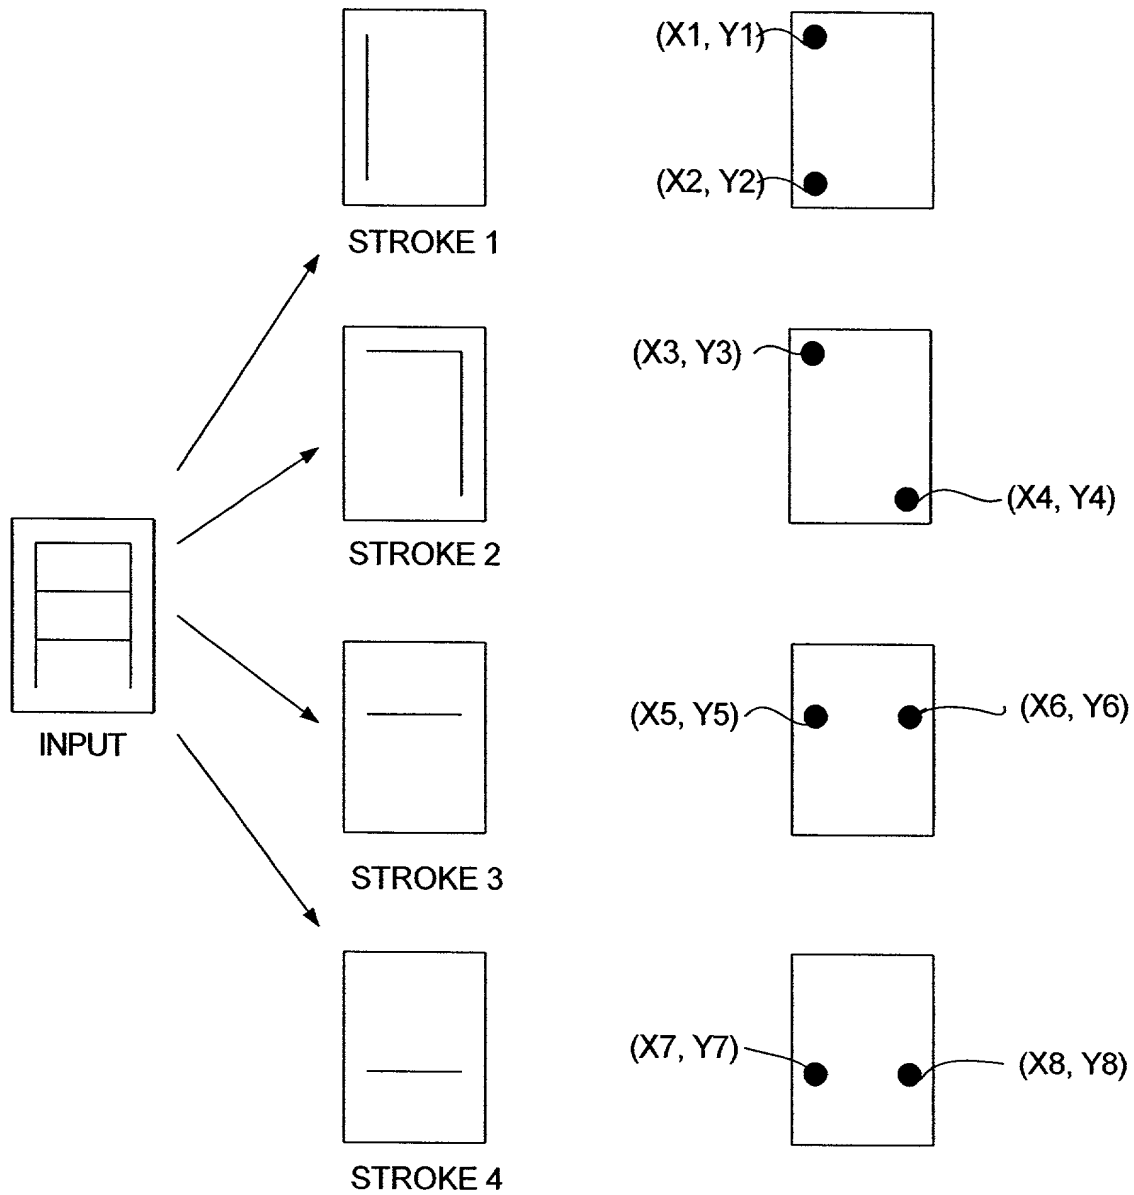 (X1, Y1)
(X2, Y2)
STROKE 1
(X3, Y3)
(X4, Y4)
STROKE 2
(X5, Y5)
(X6, Y6)
INPUT
STROKE 3
(X7, Y7)
(X8, Y8)
STROKE 4